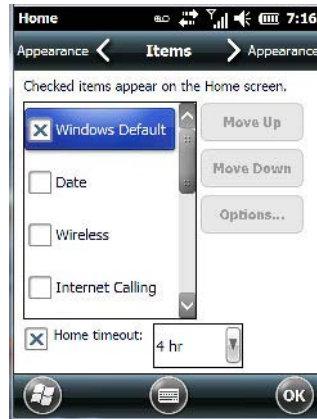 Home 7:16
Appearance Items Appearance
Checked items appear on the Home screen.
Windows Default
Move Up
Date
Move Down
Wireless
Options...
Internet Calling
Home timeout: 4 hr
OK